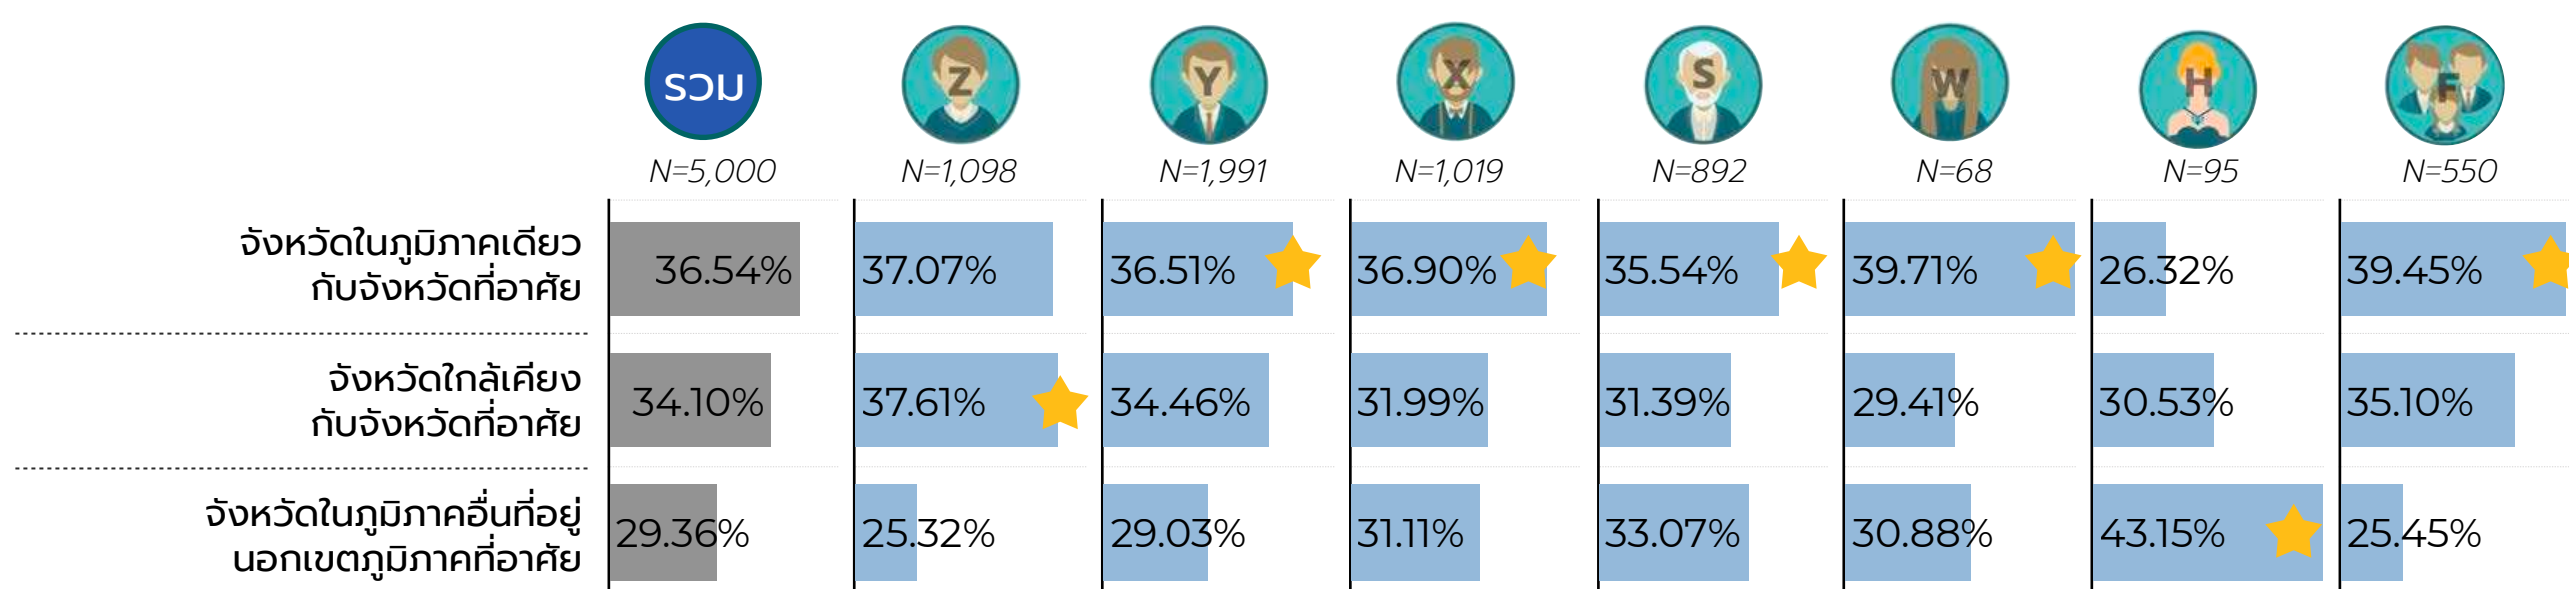 รวม Z Y X S W H F
N=5,000 N=1,098 N=1,991 N=1,019 N=892 N=68 N=95 N=550
จังหวัดในภูมิภาคเดียว
กับจังหวัดที่อาศัย
36.54% 37.07% 36.51% 36.90% 35.54% 39.71% 26.32% 39.45%
จังหวัดใกล้เคียง
กับจังหวัดที่อาศัย
34.10% 37.61% 34.46% 31.99% 31.39% 29.41% 30.53% 35.10%
จังหวัดในภูมิภาคอื่นที่อยู่
นอกเขตภูมิภาคที่อาศัย
29.36% 25.32% 29.03% 31.11% 33.07% 30.88% 43.15% 25.45%